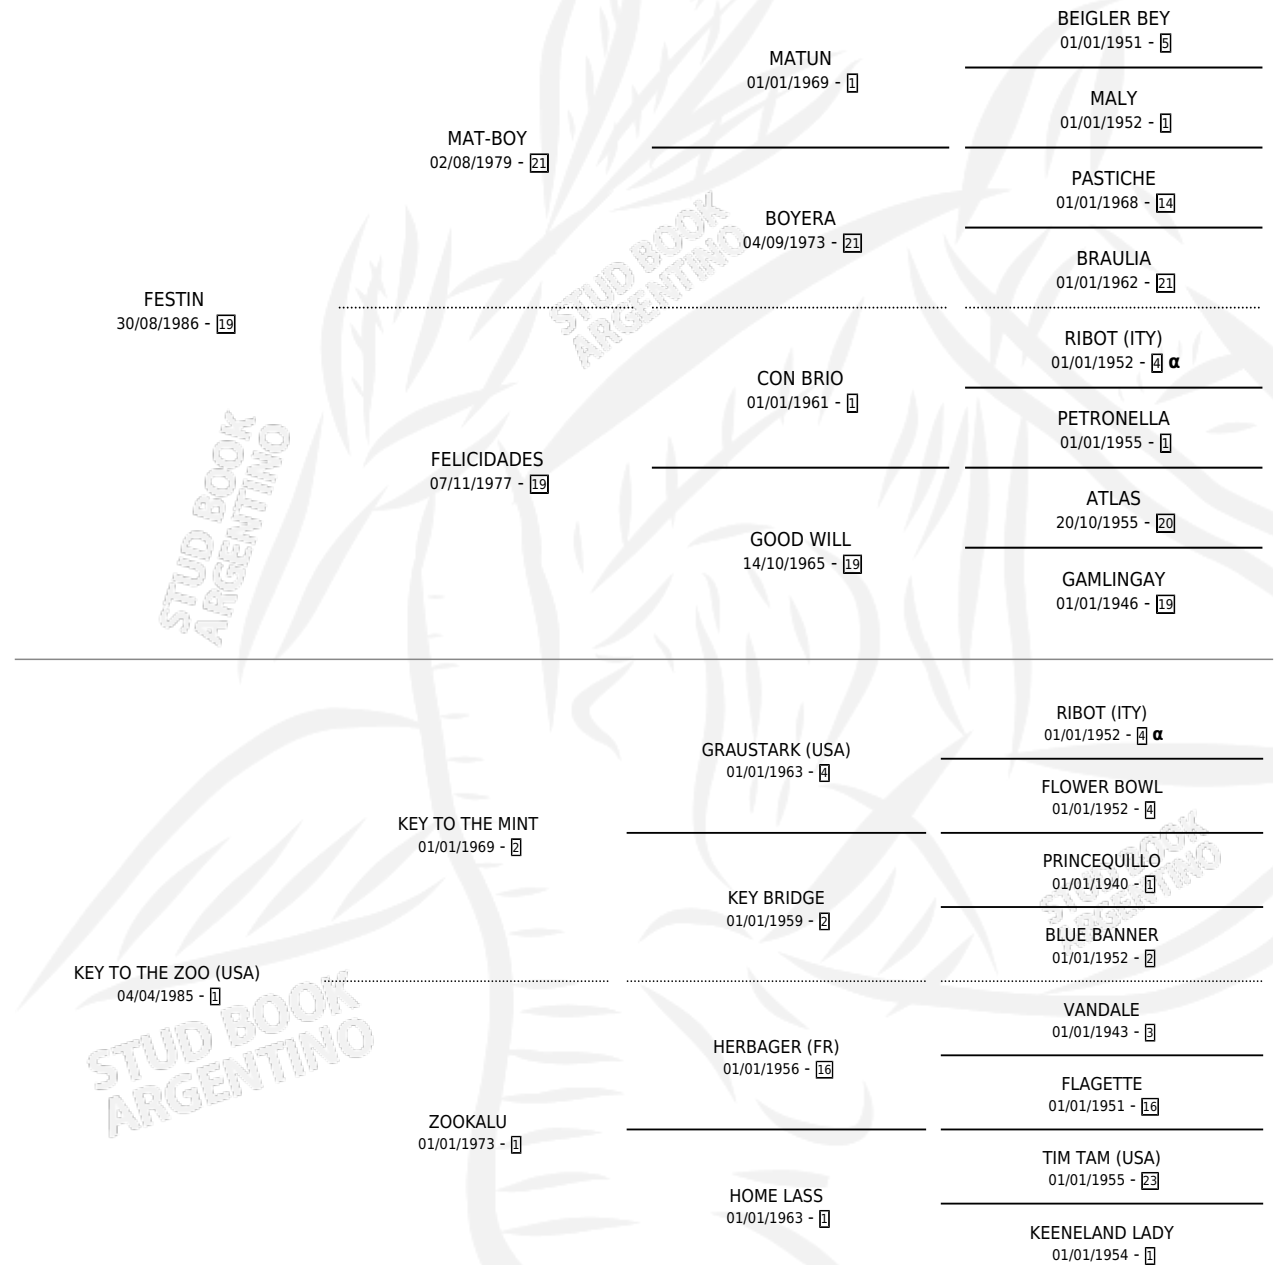 BEIGLER BEY
01/01/1951 - 5
MATUN
01/01/1969 - 1
MALY
01/01/1952 - 1
MAT-BOY
02/08/1979 - 21
PASTICHE
01/01/1968 - 14
BOYERA
04/09/1973 - 21
BRAULIA
01/01/1962 - 21
FESTIN
30/08/1986 - 19
RIBOT (ITY)
01/01/1952 - 4 α
CON BRIO
01/01/1961 - 1
PETRONELLA
01/01/1955 - 1
FELICIDADES
07/11/1977 - 19
ATLAS
20/10/1955 - 20
GOOD WILL
14/10/1965 - 19
GAMLINGAY
01/01/1946 - 19
RIBOT (ITY)
01/01/1952 - 4 α
GRAUSTARK (USA)
01/01/1963 - 4
FLOWER BOWL
01/01/1952 - 4
KEY TO THE MINT
01/01/1969 - 2
PRINCEQUILLO
01/01/1940 - 1
KEY BRIDGE
01/01/1959 - 2
BLUE BANNER
01/01/1952 - 2
KEY TO THE ZOO (USA)
04/04/1985 - 1
VANDALE
01/01/1943 - 3
HERBAGER (FR)
01/01/1956 - 16
FLAGETTE
01/01/1951 - 16
ZOOKALU
01/01/1973 - 1
TIM TAM (USA)
01/01/1955 - 23
HOME LASS
01/01/1963 - 1
KEENELAND LADY
01/01/1954 - 1
STUD BOOK
ARGENTINO
STUD BOOK
ARGENTINO
STUD BOOK
ARGENTINO
STUD BOOK
ARGENTINO